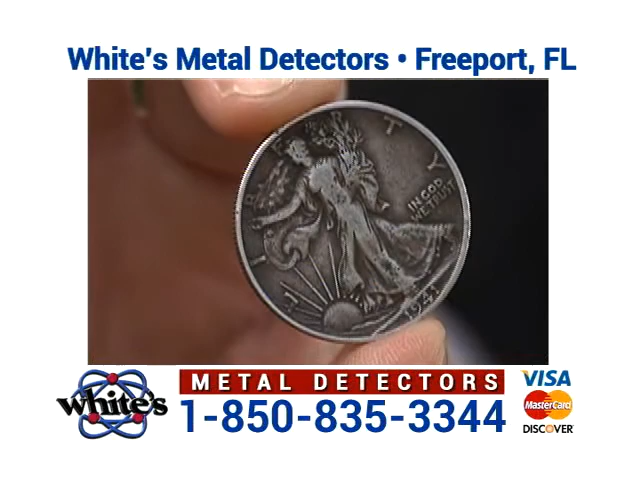 White's Metal Detectors • Freeport, FL
LIBERTY
IN GOD
WE TRUST
1941
white's
METAL DETECTORS
1-850-835-3344
VISA
MasterCard
DISCOVER